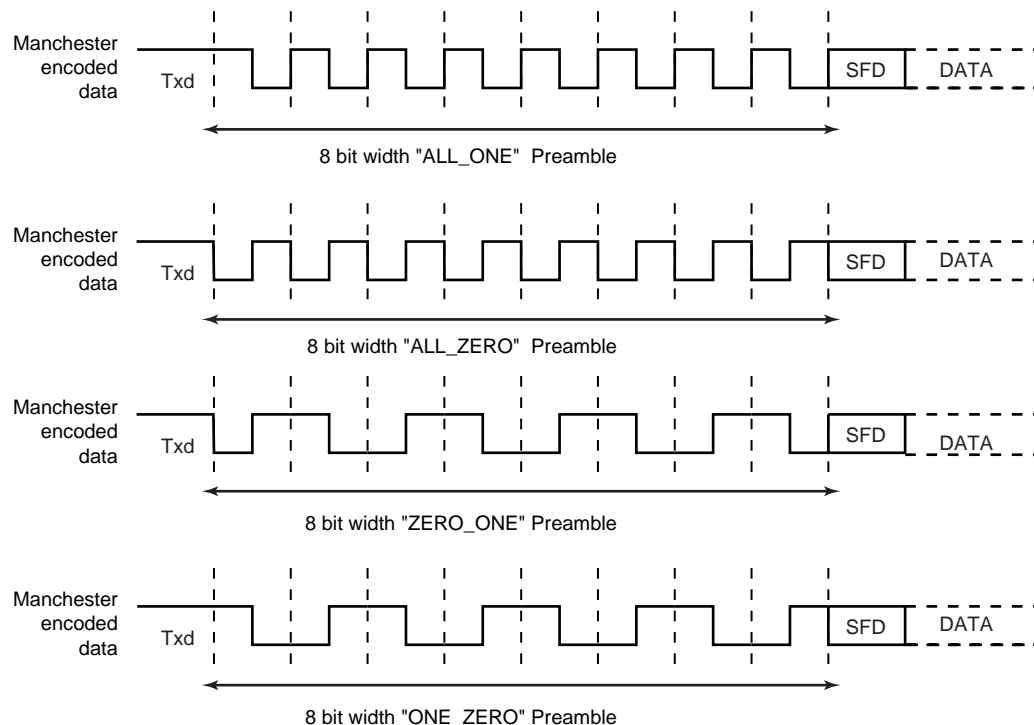 Manchester
encoded
data
Txd
SFD
DATA
8 bit width "ALL_ONE" Preamble
Manchester
encoded
data
Txd
SFD
DATA
8 bit width "ALL_ZERO" Preamble
Manchester
encoded
data
Txd
SFD
DATA
8 bit width "ZERO_ONE" Preamble
Manchester
encoded
data
Txd
SFD
DATA
8 bit width "ONE_ZERO" Preamble